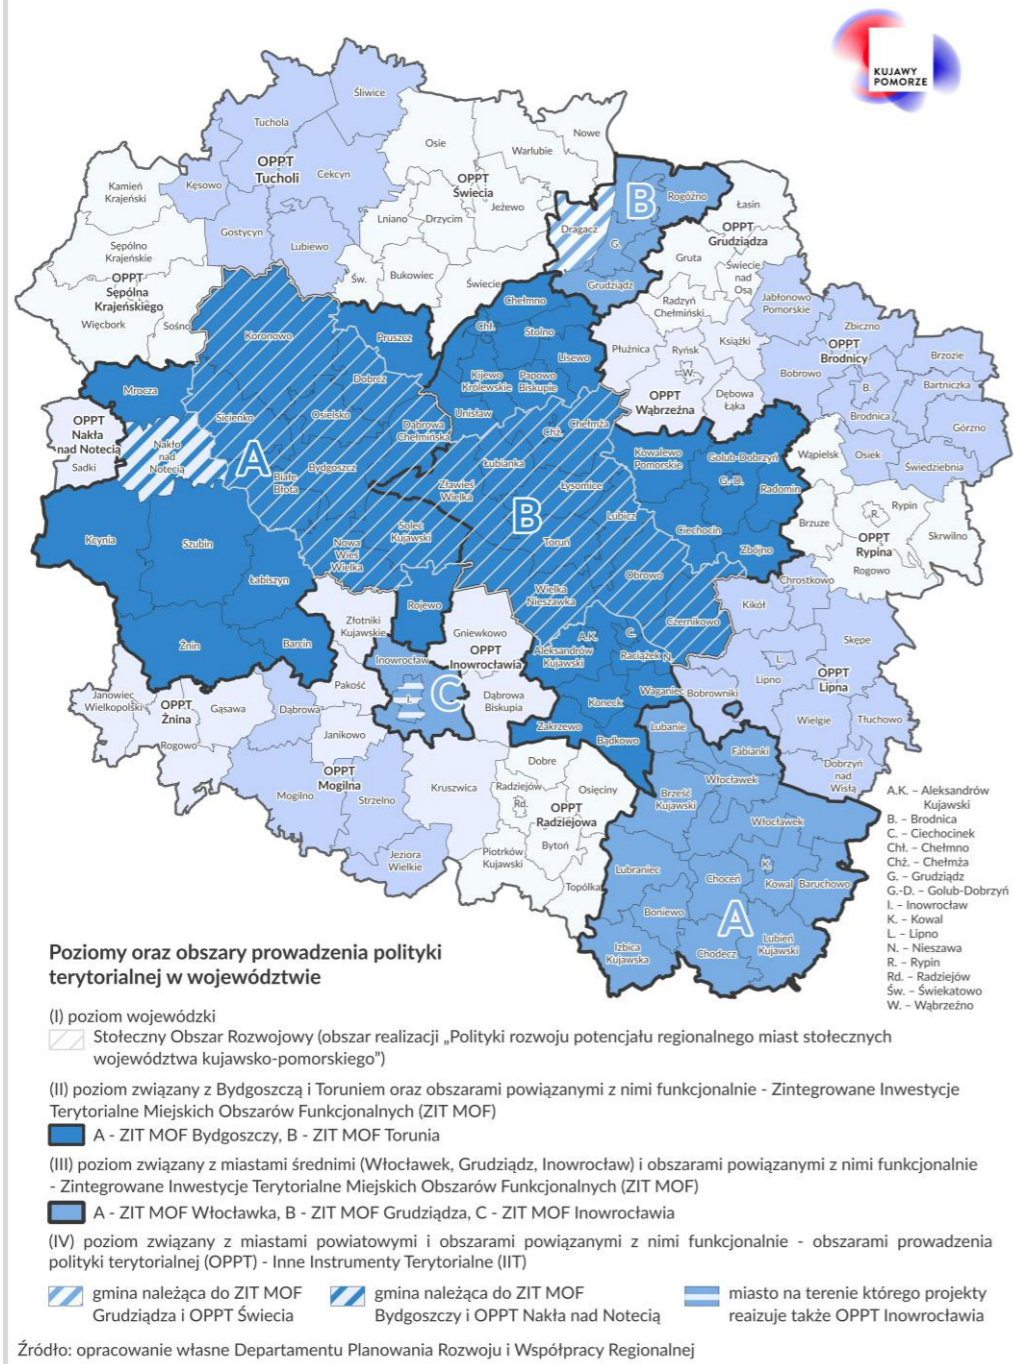 KUJAWY
POMORZE
Śliwice
Tuchola
OPPT
Tucholi
Cekcyn
Kęsowo
Gostycyn
Lubiewo
Kamień
Krajeński
Sępólno
Krajeńskie
OPPT
Sępólna
Krajeńskiego
Więcbork
Sośno
Osie
Nowe
Warlubie
OPPT
Świecia
Jeżewo
Lniano
Drzycim
Św.
Bukowiec
Świecie
Dragacz
B
Rogóźno
G.
Grudziądz
Łasin
OPPT
Grudziądza
Gruta
Świecie
nad
Osą
Radzyń
Chełmiński
Jabłonowo
Pomorskie
Zbiczno
OPPT
Brodnicy
Brzozie
Bobrowo
Bartniczka
B.
Brodnica
Górzno
Osiek
Świedziebnia
Płużnica
Ryńsk
Książki
W.
OPPT
Wąbrzeźna
Dębowa
Łąka
Koronowo
Pruszcz
Dobrcz
Mrocza
Sicienko
Osielsko
Dąbrowa
Chełmińska
OPPT
Nakła
nad Notecią
Sadki
Nakło
nad
Notecią
A
Bydgoszcz
Białe
Błota
Solec
Kujawski
Nowa
Wieś
Wielka
Kcynia
Szubin
Łabiszyn
Żnin
Barcin
Chełmno
Chł.
Stolno
Lisewo
Kijewo
Królewskie
Papowo
Biskupie
Unisław
Chełmża
Chż.
Łubianka
Zławieś
Wielka
Łysomice
B
Lubicz
Toruń
Wielka
Nieszawka
Obrowo
Czernikowo
Kowalewo
Pomorskie
Golub-Dobrzyń
G.-D.
Radomin
Ciechocin
Zbójno
Wąpielsk
R.
Rypin
Brzuze
OPPT
Rypina
Skrwilno
Rogowo
Chrostkowo
Kikół
Skępe
L.
Lipno
OPPT
Lipna
Bobrowniki
Wielgie
Tłuchowo
Dobrzyń
nad
Wisłą
Rojewo
Złotniki
Kujawskie
Gniewkowo
Inowrocław
OPPT
Inowrocławia
I.
C
Pakość
Dąbrowa
Biskupia
Janikowo
Kruszwica
A.K.
Aleksandrów
Kujawski
C.
Raciążek
N.
Waganiec
Koneck
Zakrzewo
Bądkowo
Janowiec
Wielkopolski
OPPT
Żnina
Gąsawa
Rogowo
Dąbrowa
OPPT
Mogilna
Mogilno
Strzelno
Jeziora
Wielkie
Dobre
Radziejów
Osięciny
Rd.
OPPT
Radziejowa
Bytoń
Piotrków
Kujawski
Topólka
Lubanie
Fabianki
Włocławek
Brześć
Kujawski
Włocławek
Lubraniec
K.
Choceń
Kowal
Baruchowo
Boniewo
A
Izbica
Kujawska
Chodecz
Lubień
Kujawski
A.K. – Aleksandrów
Kujawski
B. – Brodnica
C. – Ciechocinek
Chł. – Chełmno
Chż. – Chełmża
G. – Grudziądz
G.-D. – Golub-Dobrzyń
I. – Inowrocław
K. – Kowal
L. – Lipno
N. – Nieszawa
R. – Rypin
Rd. – Radziejów
Św. – Świekatowo
W. – Wąbrzeźno
Poziomy oraz obszary prowadzenia polityki
terytorialnej w województwie
(I) poziom wojewódzki
Stołeczny Obszar Rozwojowy (obszar realizacji „Polityki rozwoju potencjału regionalnego miast stołecznych
województwa kujawsko-pomorskiego”)
(II) poziom związany z Bydgoszczą i Toruniem oraz obszarami powiązanymi z nimi funkcjonalnie - Zintegrowane Inwestycje
Terytorialne Miejskich Obszarów Funkcjonalnych (ZIT MOF)
A - ZIT MOF Bydgoszczy, B - ZIT MOF Torunia
(III) poziom związany z miastami średnimi (Włocławek, Grudziądz, Inowrocław) i obszarami powiązanymi z nimi funkcjonalnie
- Zintegrowane Inwestycje Terytorialne Miejskich Obszarów Funkcjonalnych (ZIT MOF)
A - ZIT MOF Włocławka, B - ZIT MOF Grudziądza, C - ZIT MOF Inowrocławia
(IV) poziom związany z miastami powiatowymi i obszarami powiązanymi z nimi funkcjonalnie - obszarami prowadzenia
polityki terytorialnej (OPPT) - Inne Instrumenty Terytorialne (IIT)
gmina należąca do ZIT MOF
Grudziądza i OPPT Świecia
gmina należąca do ZIT MOF
Bydgoszczy i OPPT Nakła nad Notecią
miasto na terenie którego projekty
reaizuje także OPPT Inowrocławia
Źródło: opracowanie własne Departamentu Planowania Rozwoju i Współpracy Regionalnej